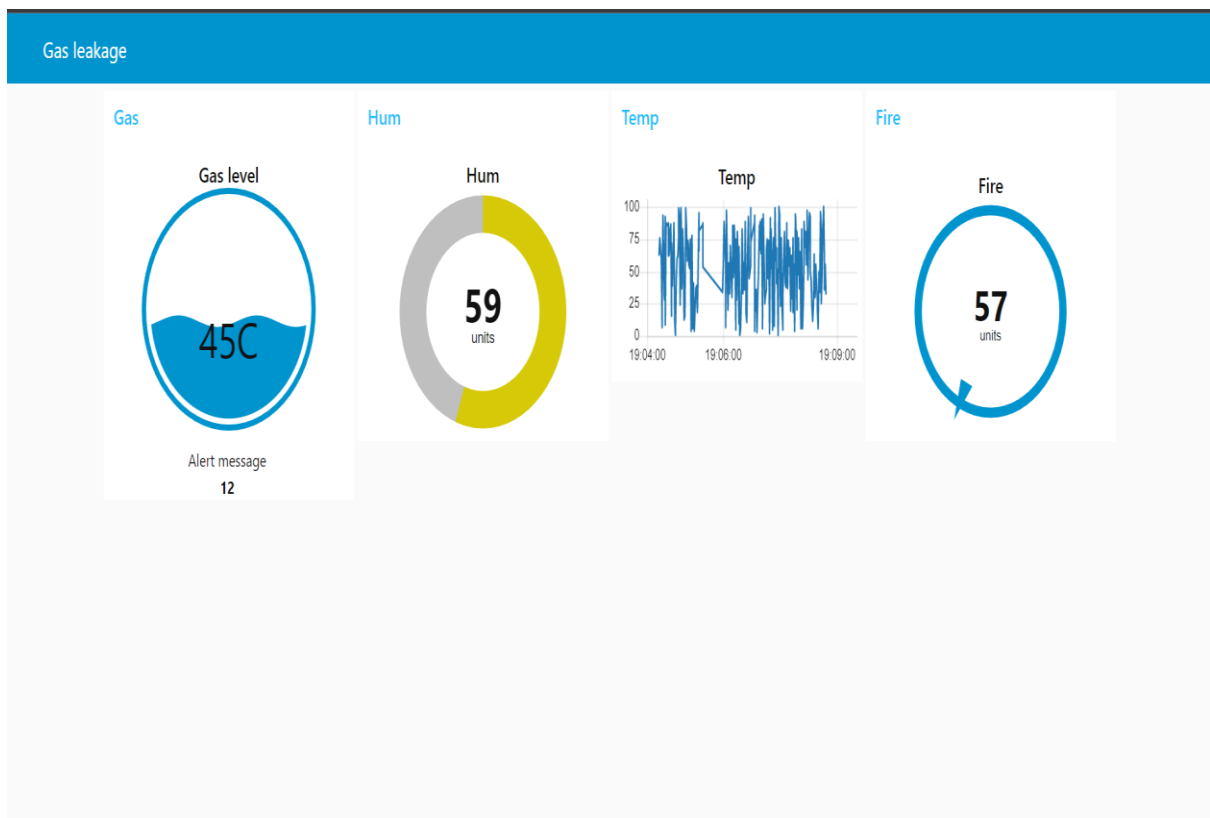 Gas leakage
Gas
Gas level
45C
Alert message
12
Hum
Hum
59
units
Temp
Temp
100
75
50
25
0
19:04:00 19:06:00 19:09:00
Fire
Fire
57
units